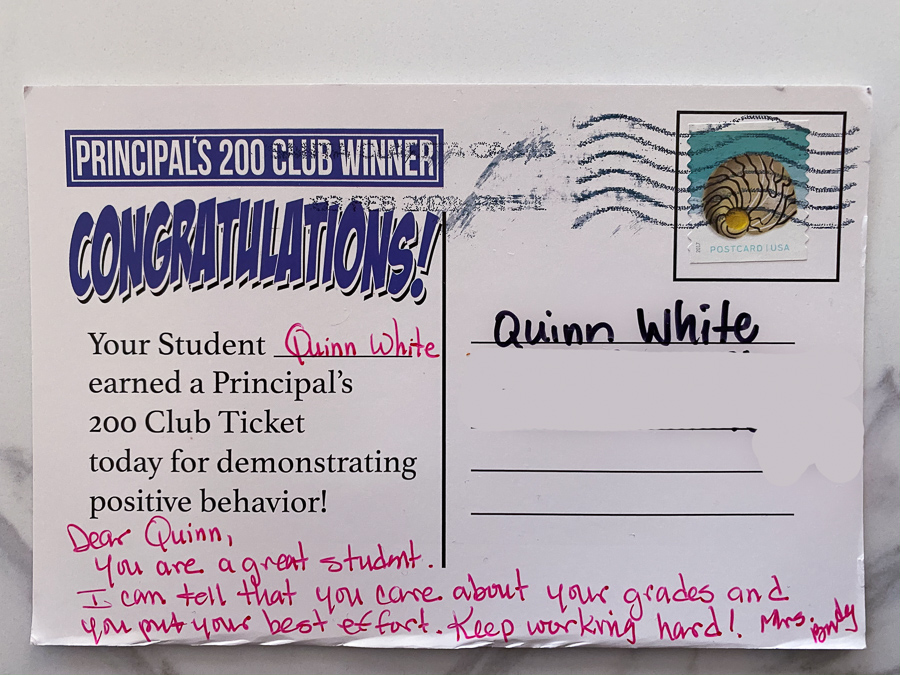 PRINCIPAL'S 200 CLUB WINNER
CONGRATULATIONS!
Your Student Quinn White
earned a Principal's
200 Club Ticket
today for demonstrating
positive behavior!
Dear Quinn,
you are a great student.
I can tell that you care about your grades and
you put your best effort. Keep working hard! Mrs.
2017
POSTCARD | USA
Quinn White